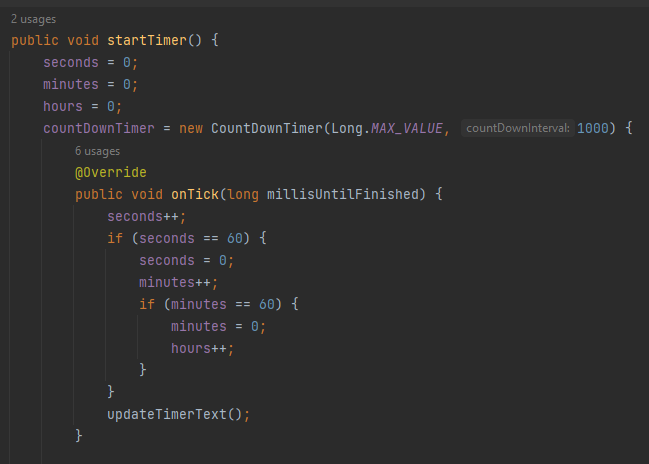 2 usages
public void startTimer() {
seconds = 0;
minutes = 0;
hours = 0;
countDownTimer = new CountDownTimer(Long.MAX_VALUE, countDownInterval: 1000) {
6 usages
@Override
public void onTick(long millisUntilFinished) {
seconds++;
if (seconds == 60) {
seconds = 0;
minutes++;
if (minutes == 60) {
minutes = 0;
hours++;
}
}
updateTimerText();
}